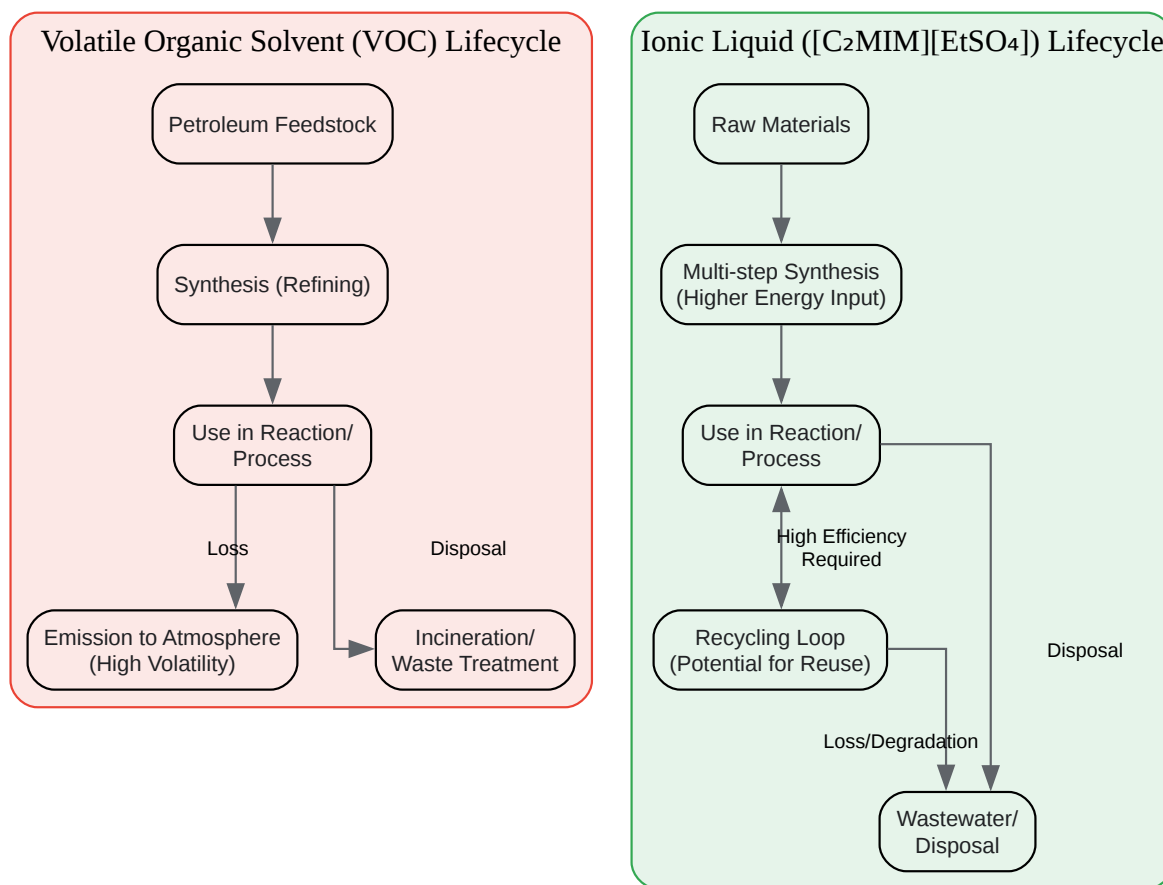 Volatile Organic Solvent (VOC) Lifecycle
Petroleum Feedstock
Synthesis (Refining)
Use in Reaction/
Process
Loss
Disposal
Emission to Atmosphere
(High Volatility)
Incineration/
Waste Treatment
Ionic Liquid ([C₂MIM][EtSO₄]) Lifecycle
Raw Materials
Multi-step Synthesis
(Higher Energy Input)
Use in Reaction/
Process
High Efficiency
Required
Recycling Loop
(Potential for Reuse)
Disposal
Loss/Degradation
Wastewater/
Disposal